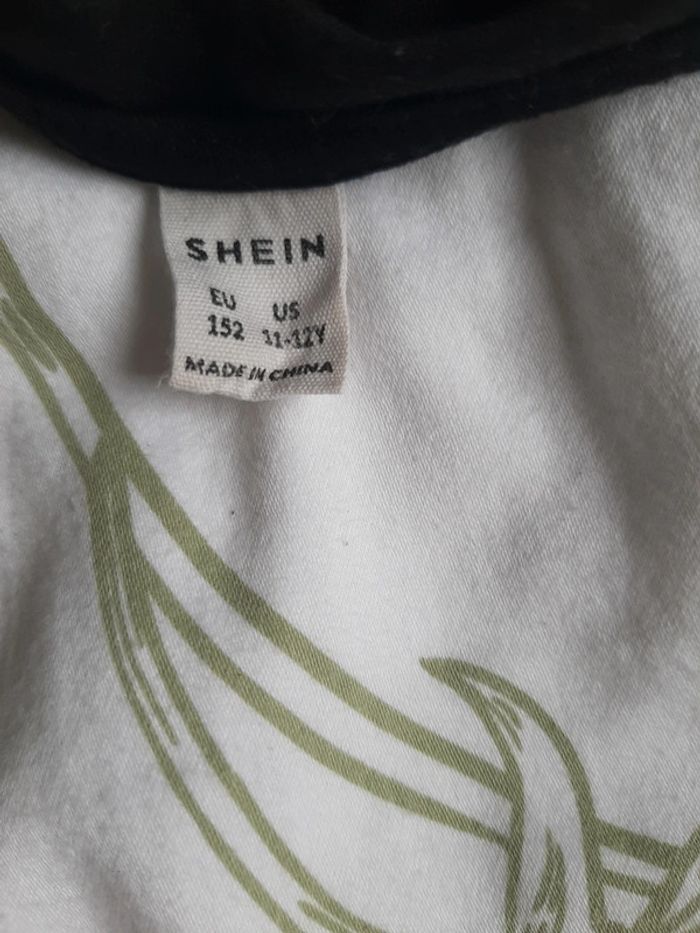 SHEIN
EU US
152 11-12Y
MADE IN CHINA